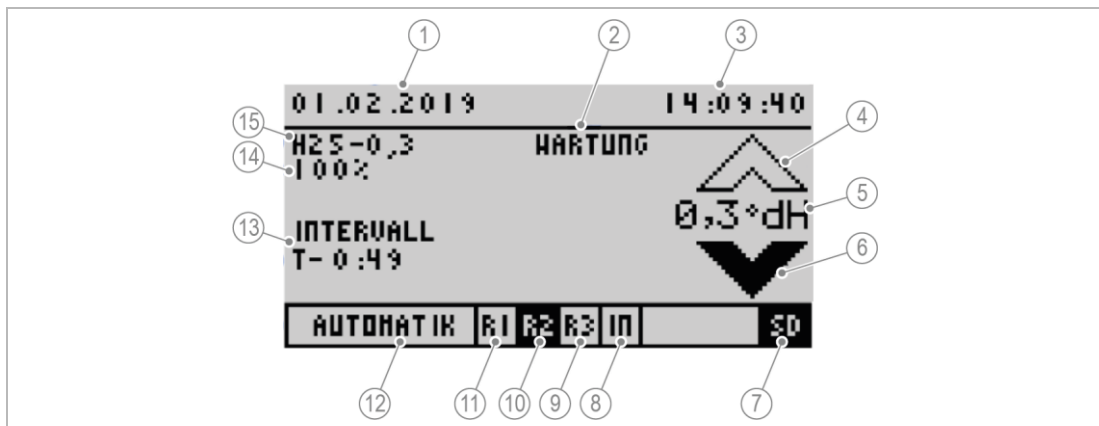 1 2 3
01.02.2019 14:09:40
15 H2S-0,3 WARTUNG 4
14 100%
0,3°dH 5
13 INTERVALL
T-0:49 6
AUTOMATIK R1 R2 R3 IN SD
12 11 10 9 8 7